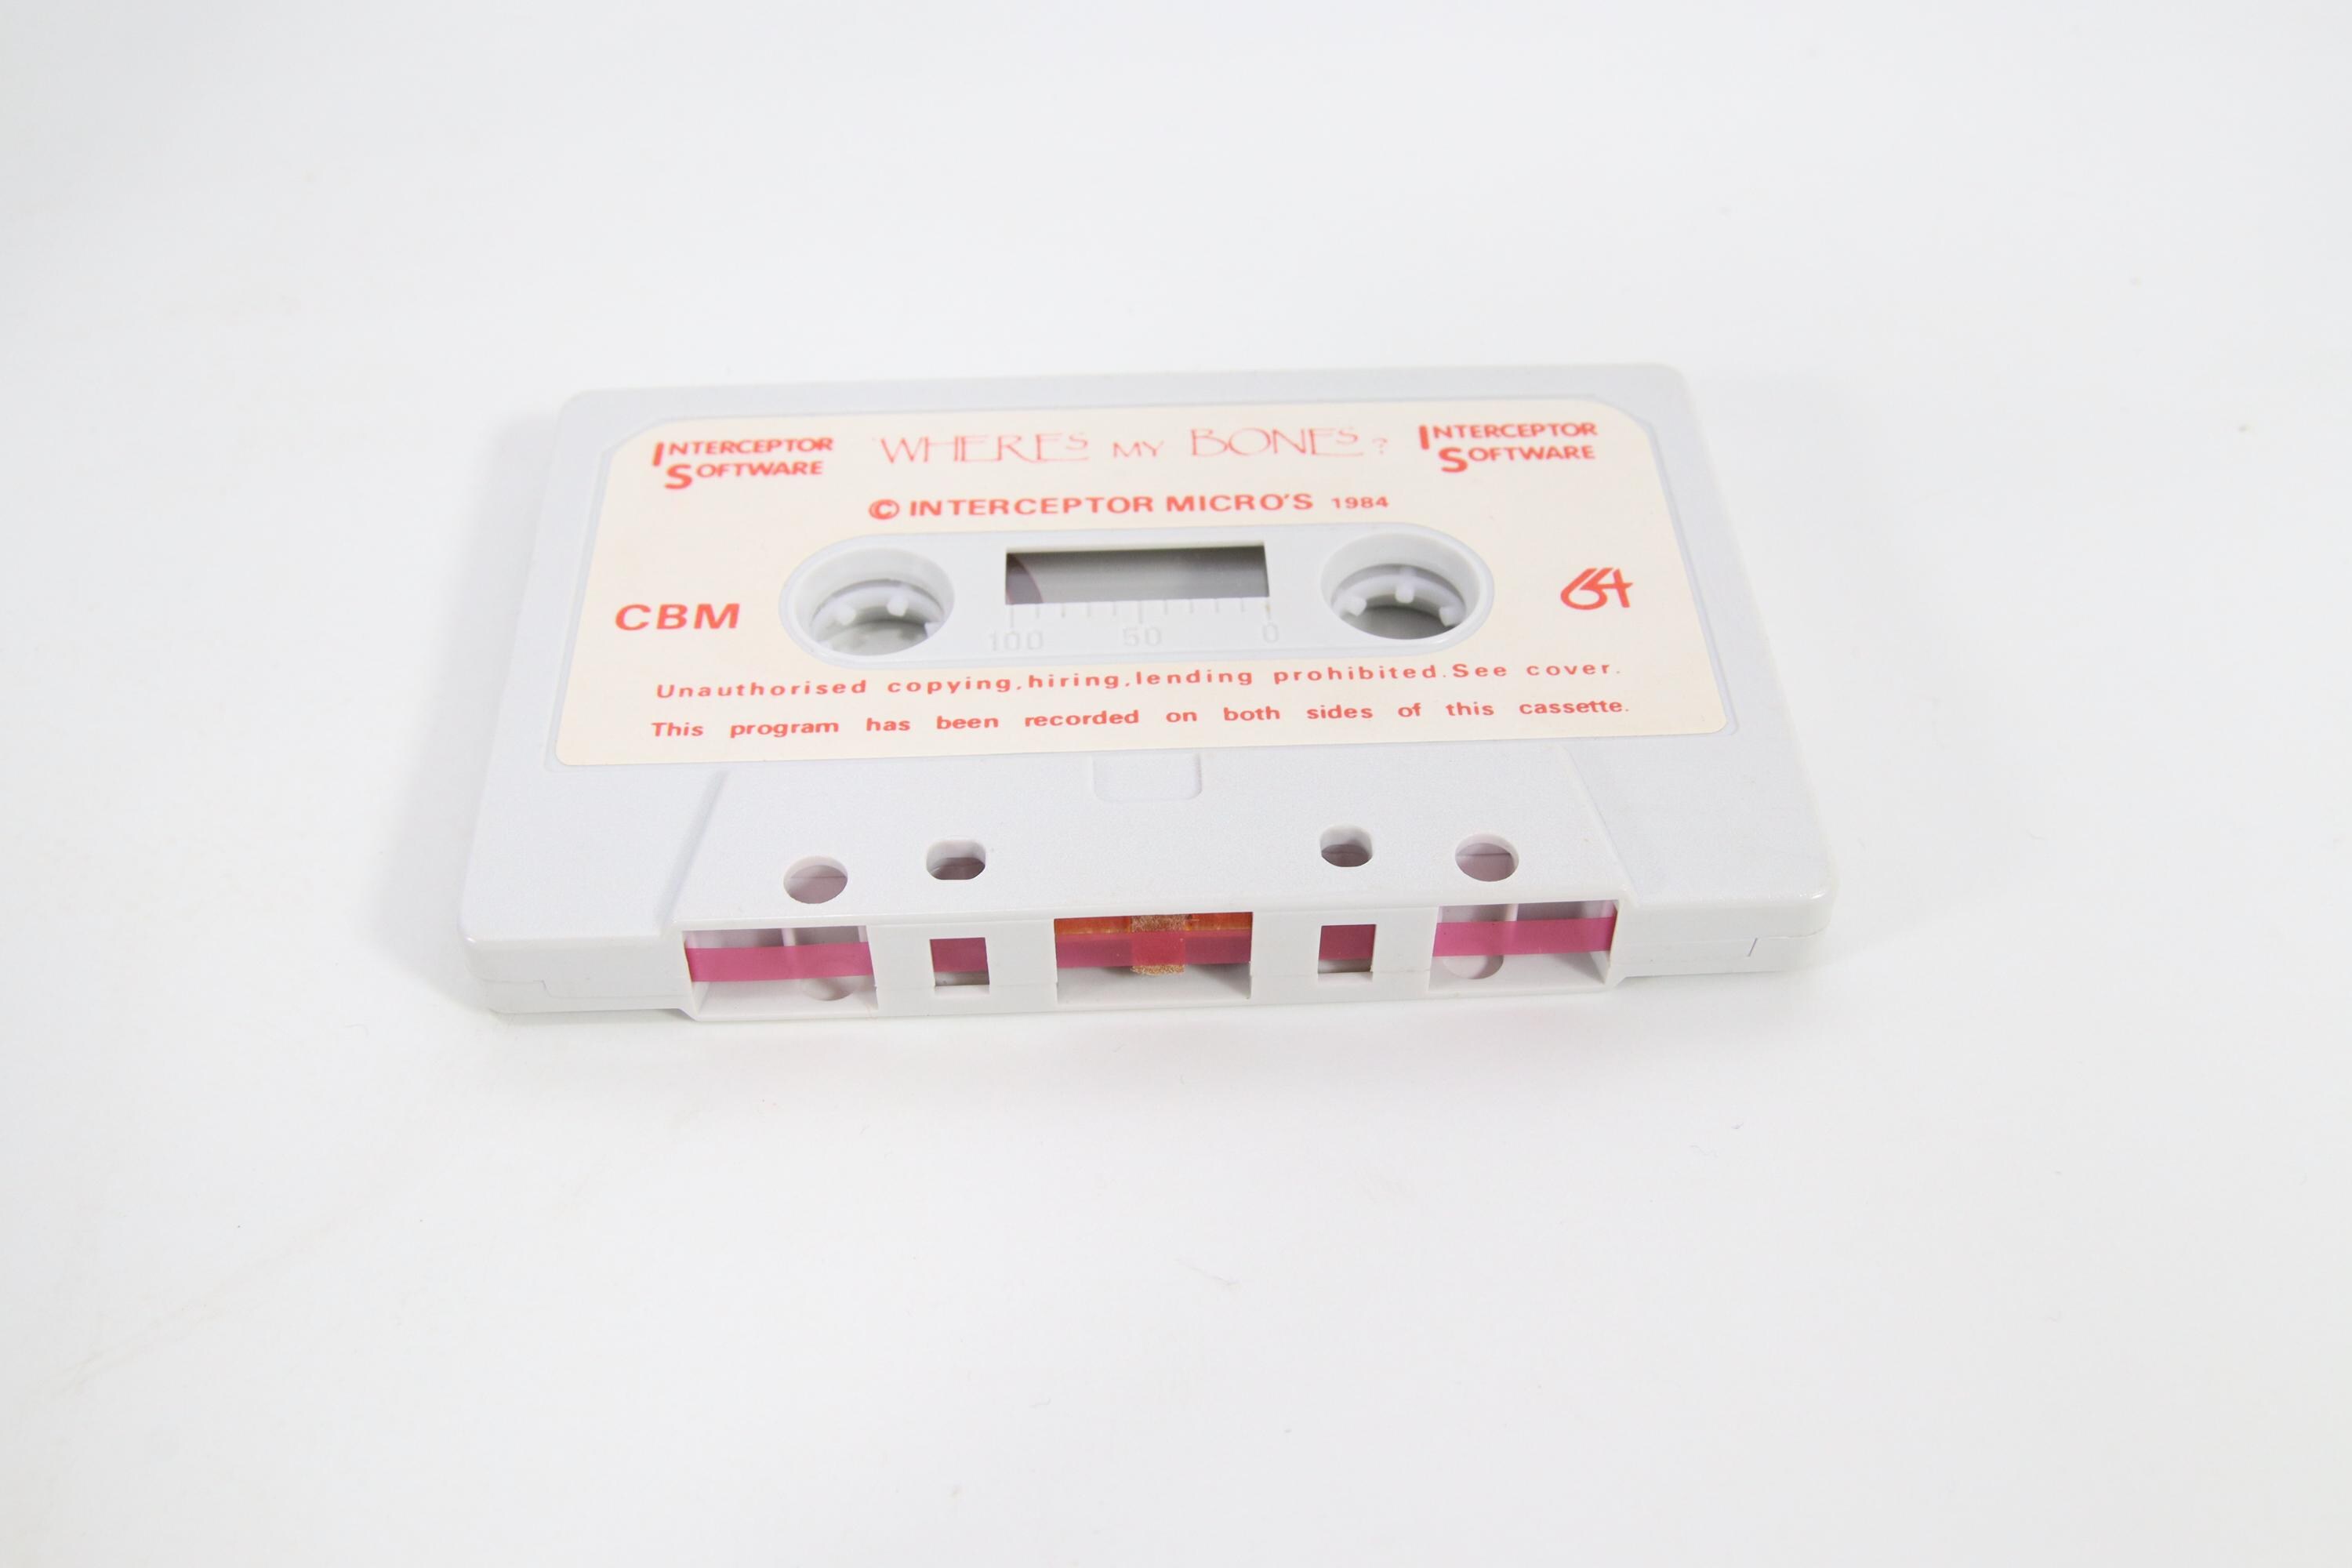 INTERCEPTOR SOFTWARE
WHERES MY BONES?
INTERCEPTOR SOFTWARE
© INTERCEPTOR MICRO'S 1984
CBM
64
100 50 0
Unauthorised copying,hiring,lending prohibited.See cover.
This program has been recorded on both sides of this cassette.